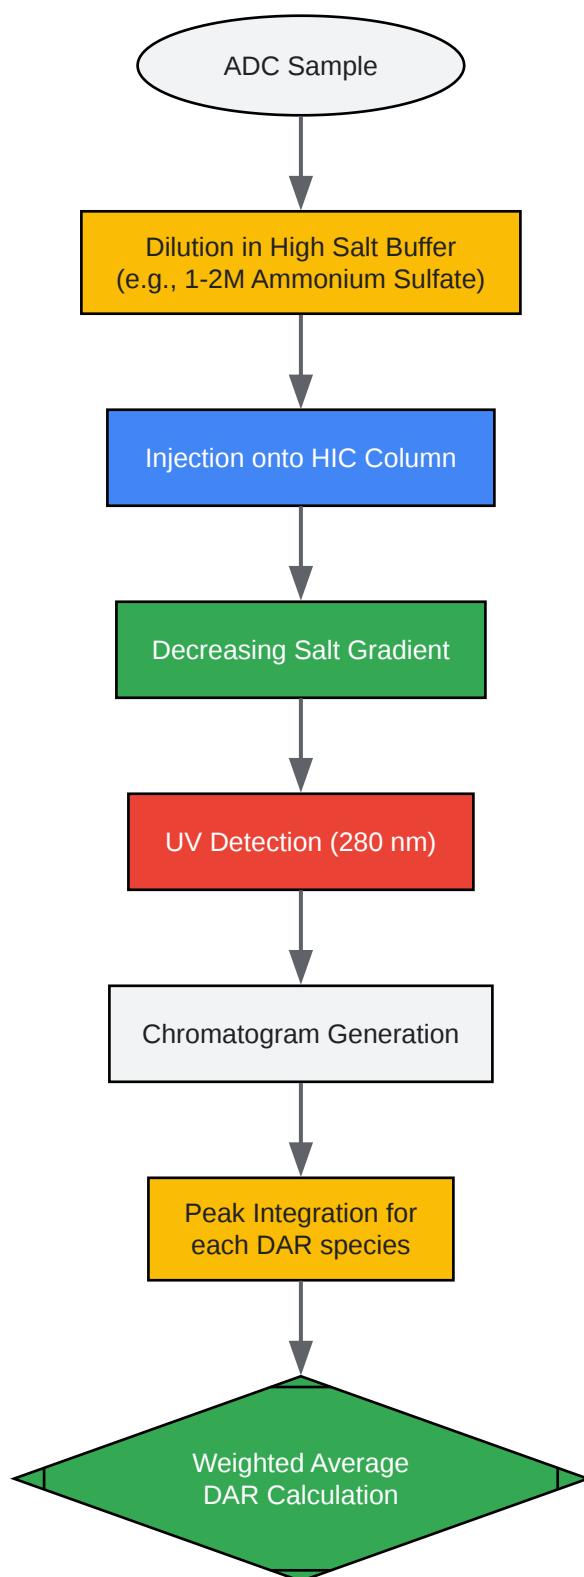 ADC Sample
Dilution in High Salt Buffer
(e.g., 1-2M Ammonium Sulfate)
Injection onto HIC Column
Decreasing Salt Gradient
UV Detection (280 nm)
Chromatogram Generation
Peak Integration for
each DAR species
Weighted Average
DAR Calculation